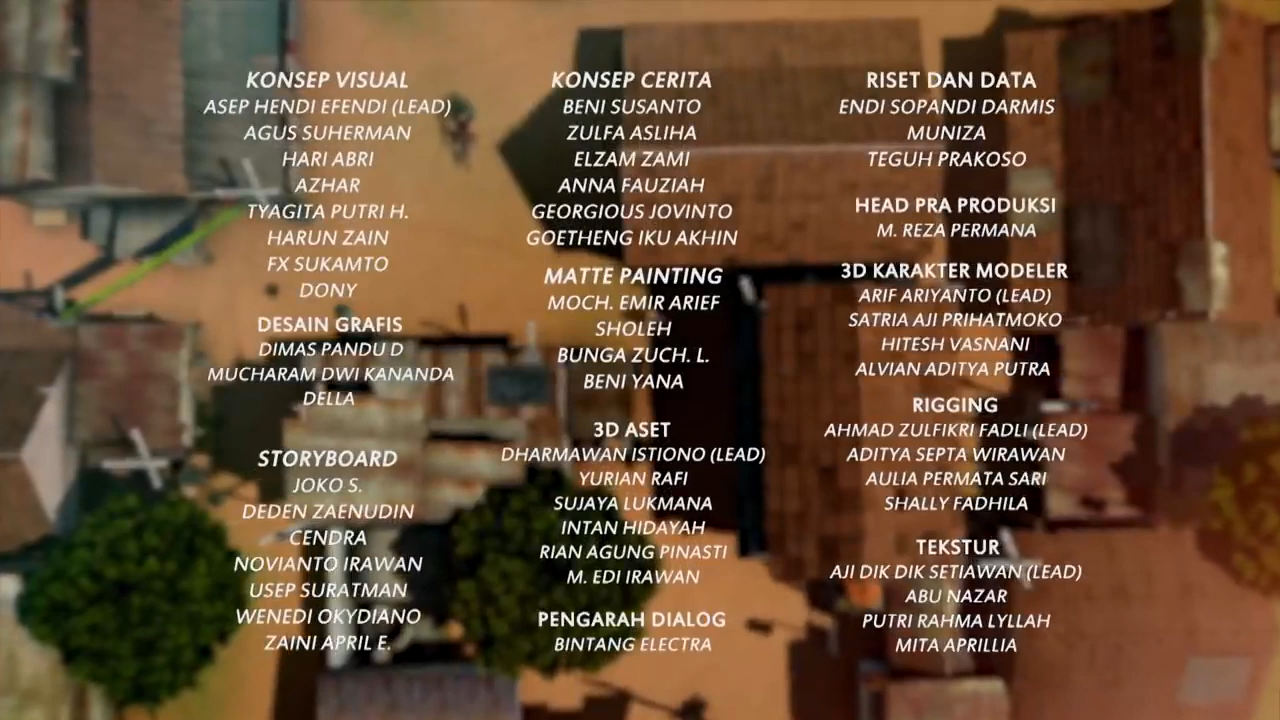 KONSEP VISUAL
ASEP HENDI EFENDI (LEAD)
AGUS SUHERMAN
HARI ABRI
AZHAR
TYAGITA PUTRI H.
HARUN ZAIN
FX SUKAMTO
DONY
DESAIN GRAFIS
DIMAS PANDU D
MUCHARAM DWI KANANDA
DELLA
STORYBOARD
JOKO S.
DEDEN ZAENUDIN
CENDRA
NOVIANTO IRAWAN
USEP SURATMAN
WENEDI OKYDIANO
ZAINI APRIL E.
KONSEP CERITA
BENI SUSANTO
ZULFA ASLIHA
ELZAM ZAMI
ANNA FAUZIAH
GEORGIOUS JOVINTO
GOETHENG IKU AKHIN
MATTE PAINTING
MOCH. EMIR ARIEF
SHOLEH
BUNGA ZUCH. L.
BENI YANA
3D ASET
DHARMAWAN ISTIONO (LEAD)
YURIAN RAFI
SUJAYA LUKMANA
INTAN HIDAYAH
RIAN AGUNG PINASTI
M. EDI IRAWAN
PENGARAH DIALOG
BINTANG ELECTRA
RISET DAN DATA
ENDI SOPANDI DARMIS
MUNIZA
TEGUH PRAKOSO
HEAD PRA PRODUKSI
M. REZA PERMANA
3D KARAKTER MODELER
ARIF ARIYANTO (LEAD)
SATRIA AJI PRIHATMOKO
HITESH VASNANI
ALVIAN ADITYA PUTRA
RIGGING
AHMAD ZULFIKRI FADLI (LEAD)
ADITYA SEPTA WIRAWAN
AULIA PERMATA SARI
SHALLY FADHILA
TEKSTUR
AJI DIK DIK SETIAWAN (LEAD)
ABU NAZAR
PUTRI RAHMA LYLLAH
MITA APRILLIA